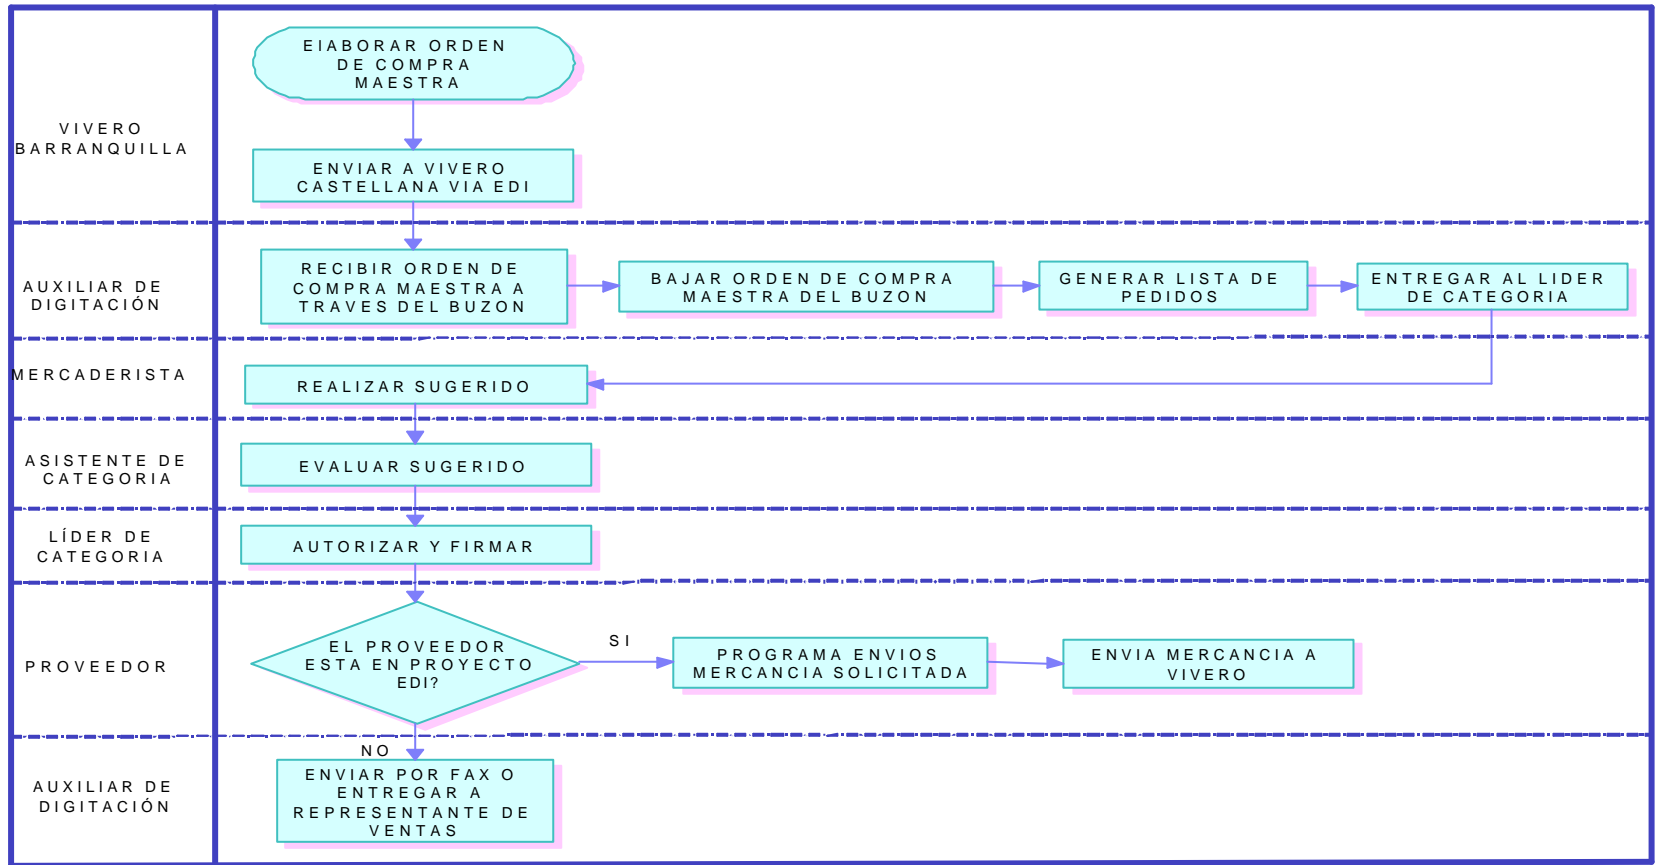 VIVERO
BARRANQUILLA
ElABORAR ORDEN
DE COMPRA
MAESTRA
ENVIAR A VIVERO
CASTELLANA VIA EDI
AUXILIAR DE
DIGITACIÓN
RECIBIR ORDEN DE
COMPRA MAESTRA A
TRAVES DEL BUZON
BAJAR ORDEN DE COMPRA
MAESTRA DEL BUZON
GENERAR LISTA DE
PEDIDOS
ENTREGAR AL LIDER
DE CATEGORIA
MERCADERISTA
REALIZAR SUGERIDO
ASISTENTE DE
CATEGORIA
EVALUAR SUGERIDO
LÍDER DE
CATEGORIA
AUTORIZAR Y FIRMAR
PROVEEDOR
EL PROVEEDOR
ESTA EN PROYECTO
EDI?
SI
PROGRAMA ENVIOS
MERCANCIA SOLICITADA
ENVIA MERCANCIA A
VIVERO
NO
AUXILIAR DE
DIGITACIÓN
ENVIAR POR FAX O
ENTREGAR A
REPRESENTANTE DE
VENTAS